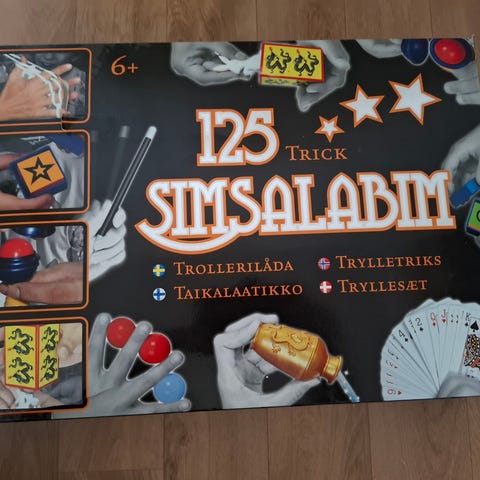 6+
125
TRICK
SIMSALABIM
TROLLERILÅDA
TRYLLETRIKS
TAIKALAATIKKO
TRYLLESÆT